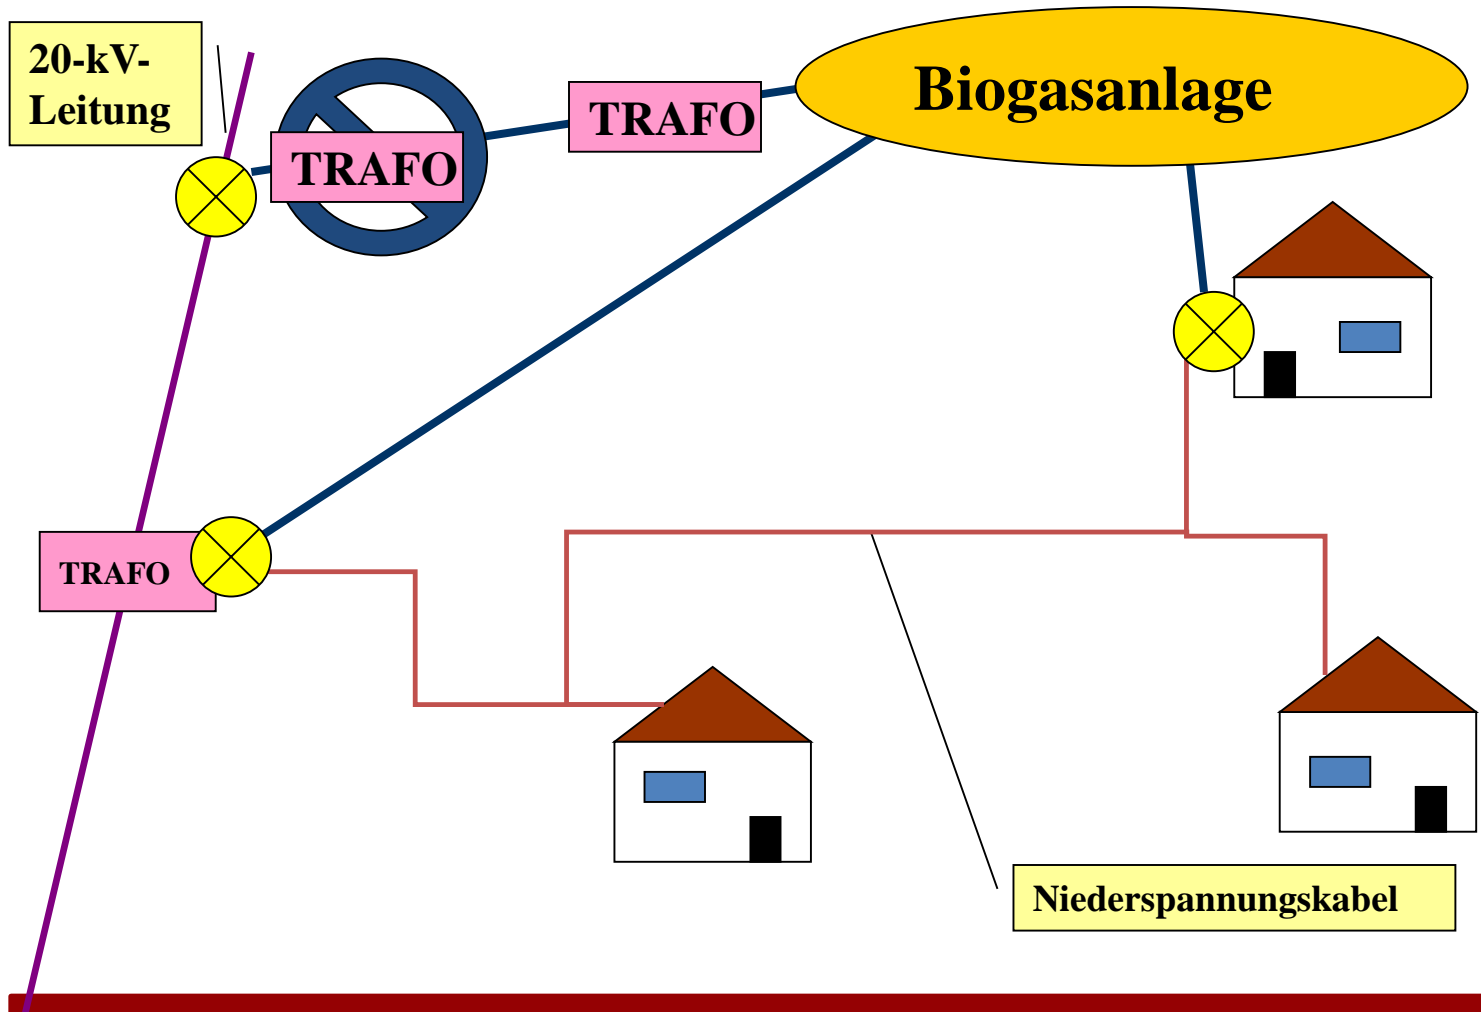 20-kV-
Leitung
TRAFO
TRAFO
Biogasanlage
TRAFO
Niederspannungskabel